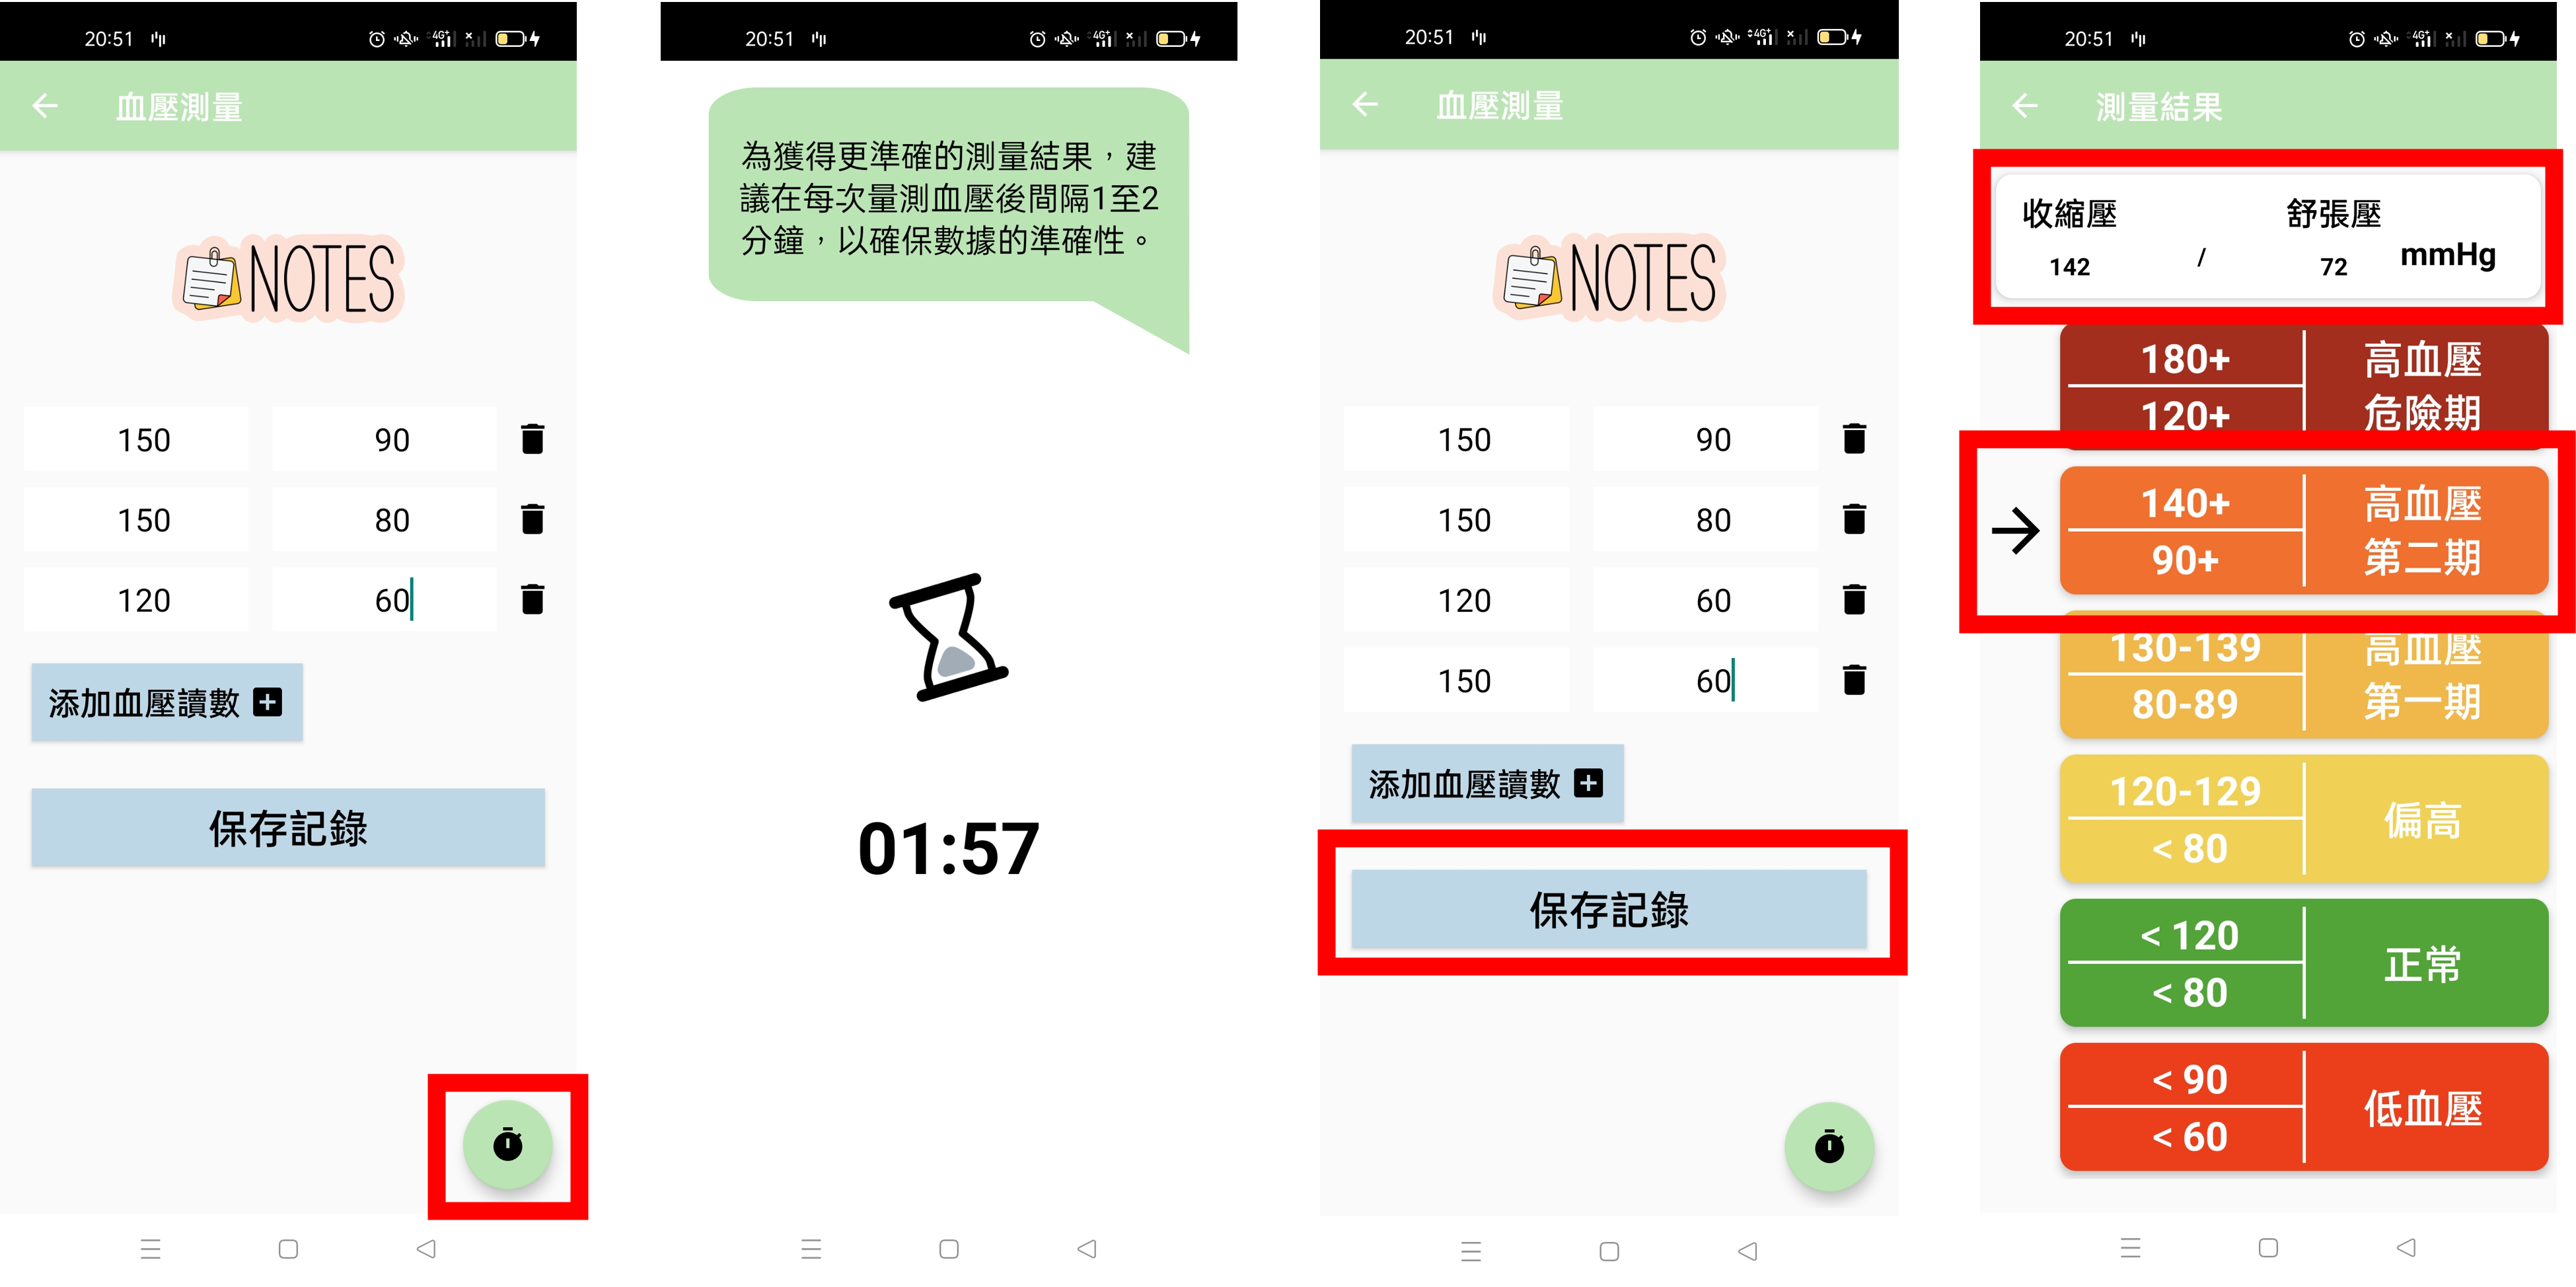 20:51
4G+
血壓測量
NOTES
150 90
150 80
120 60
添加血壓讀數
保存記錄
20:51
4G+
為獲得更準確的測量結果，建
議在每次量測血壓後間隔1至2
分鐘，以確保數據的準確性。
01:57
20:51
4G+
血壓測量
NOTES
150 90
150 80
120 60
150 60
添加血壓讀數
保存記錄
20:51
4G+
測量結果
收縮壓 舒張壓
142 / 72 mmHg
180+
120+
高血壓
危險期
140+
90+
高血壓
第二期
130-139
80-89
高血壓
第一期
120-129
< 80
偏高
< 120
< 80
正常
< 90
< 60
低血壓